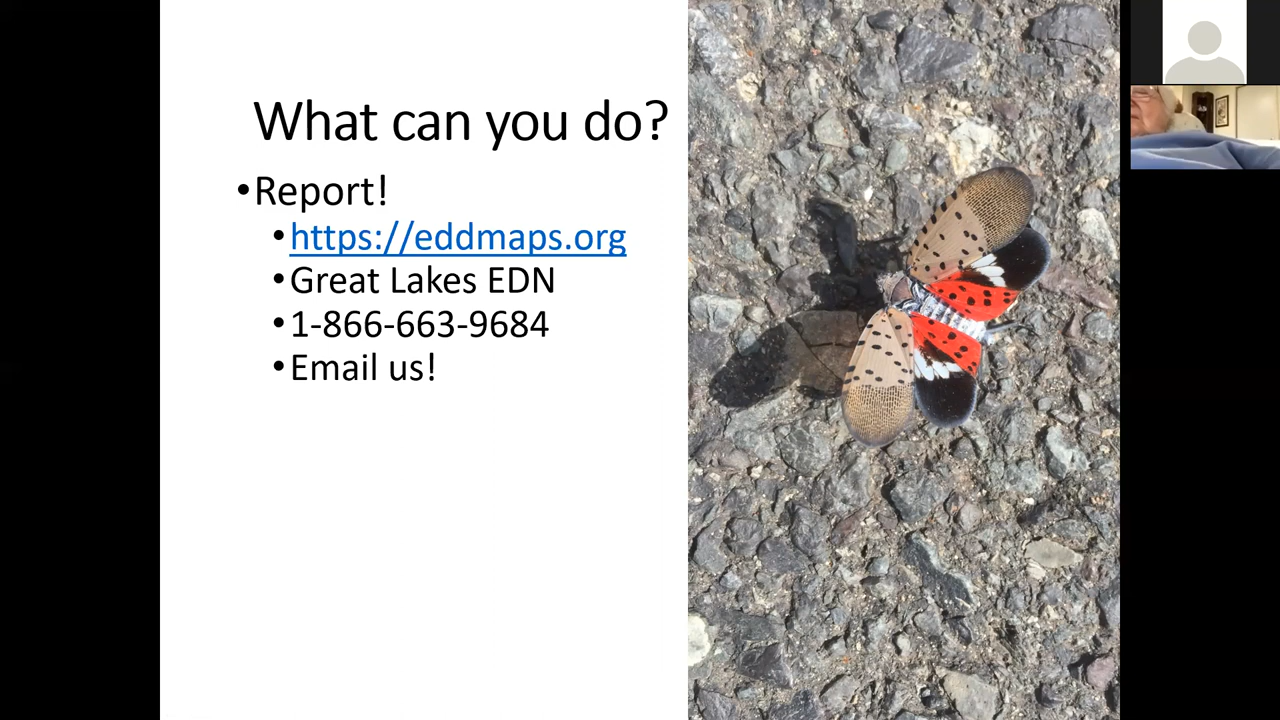 What can you do?
•Report!
•https://eddmaps.org
•Great Lakes EDN
•1-866-663-9684
•Email us!